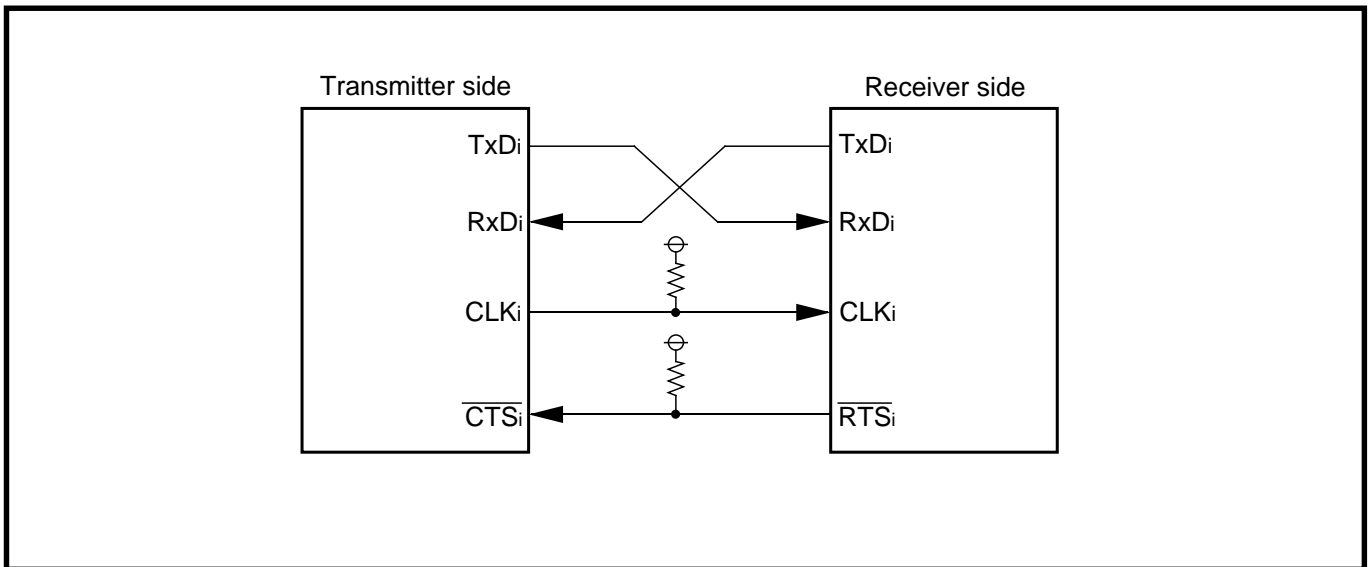 Transmitter side
Receiver side
TxDi
TxDi
RxDi
RxDi
CLKi
CLKi
CTSi
RTSi